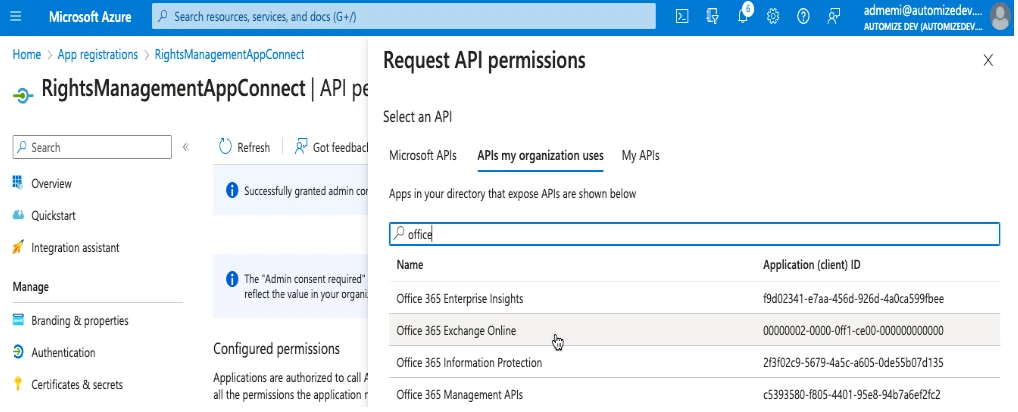 Microsoft Azure
Search resources, services, and docs (G+/)
6
admemi@automizedev....
AUTOMIZE DEV (AUTOMIZEDEV....
Home > App registrations > RightsManagementAppConnect
RightsManagementAppConnect | API pe
Search
«
Overview
Quickstart
Integration assistant
Manage
Branding & properties
Authentication
Certificates & secrets
Refresh
Got feedback
Successfully granted admin con
The "Admin consent required"
reflect the value in your organiz
Configured permissions
Applications are authorized to call A
all the permissions the application r
Request API permissions
Select an API
Microsoft APIs APIs my organization uses My APIs
Apps in your directory that expose APIs are shown below
office
Name Application (client) ID
Office 365 Enterprise Insights f9d02341-e7aa-456d-926d-4a0ca599fbee
Office 365 Exchange Online 00000002-0000-0ff1-ce00-000000000000
Office 365 Information Protection 2f3f02c9-5679-4a5c-a605-0de55b07d135
Office 365 Management APIs c5393580-f805-4401-95e8-94b7a6ef2fc2